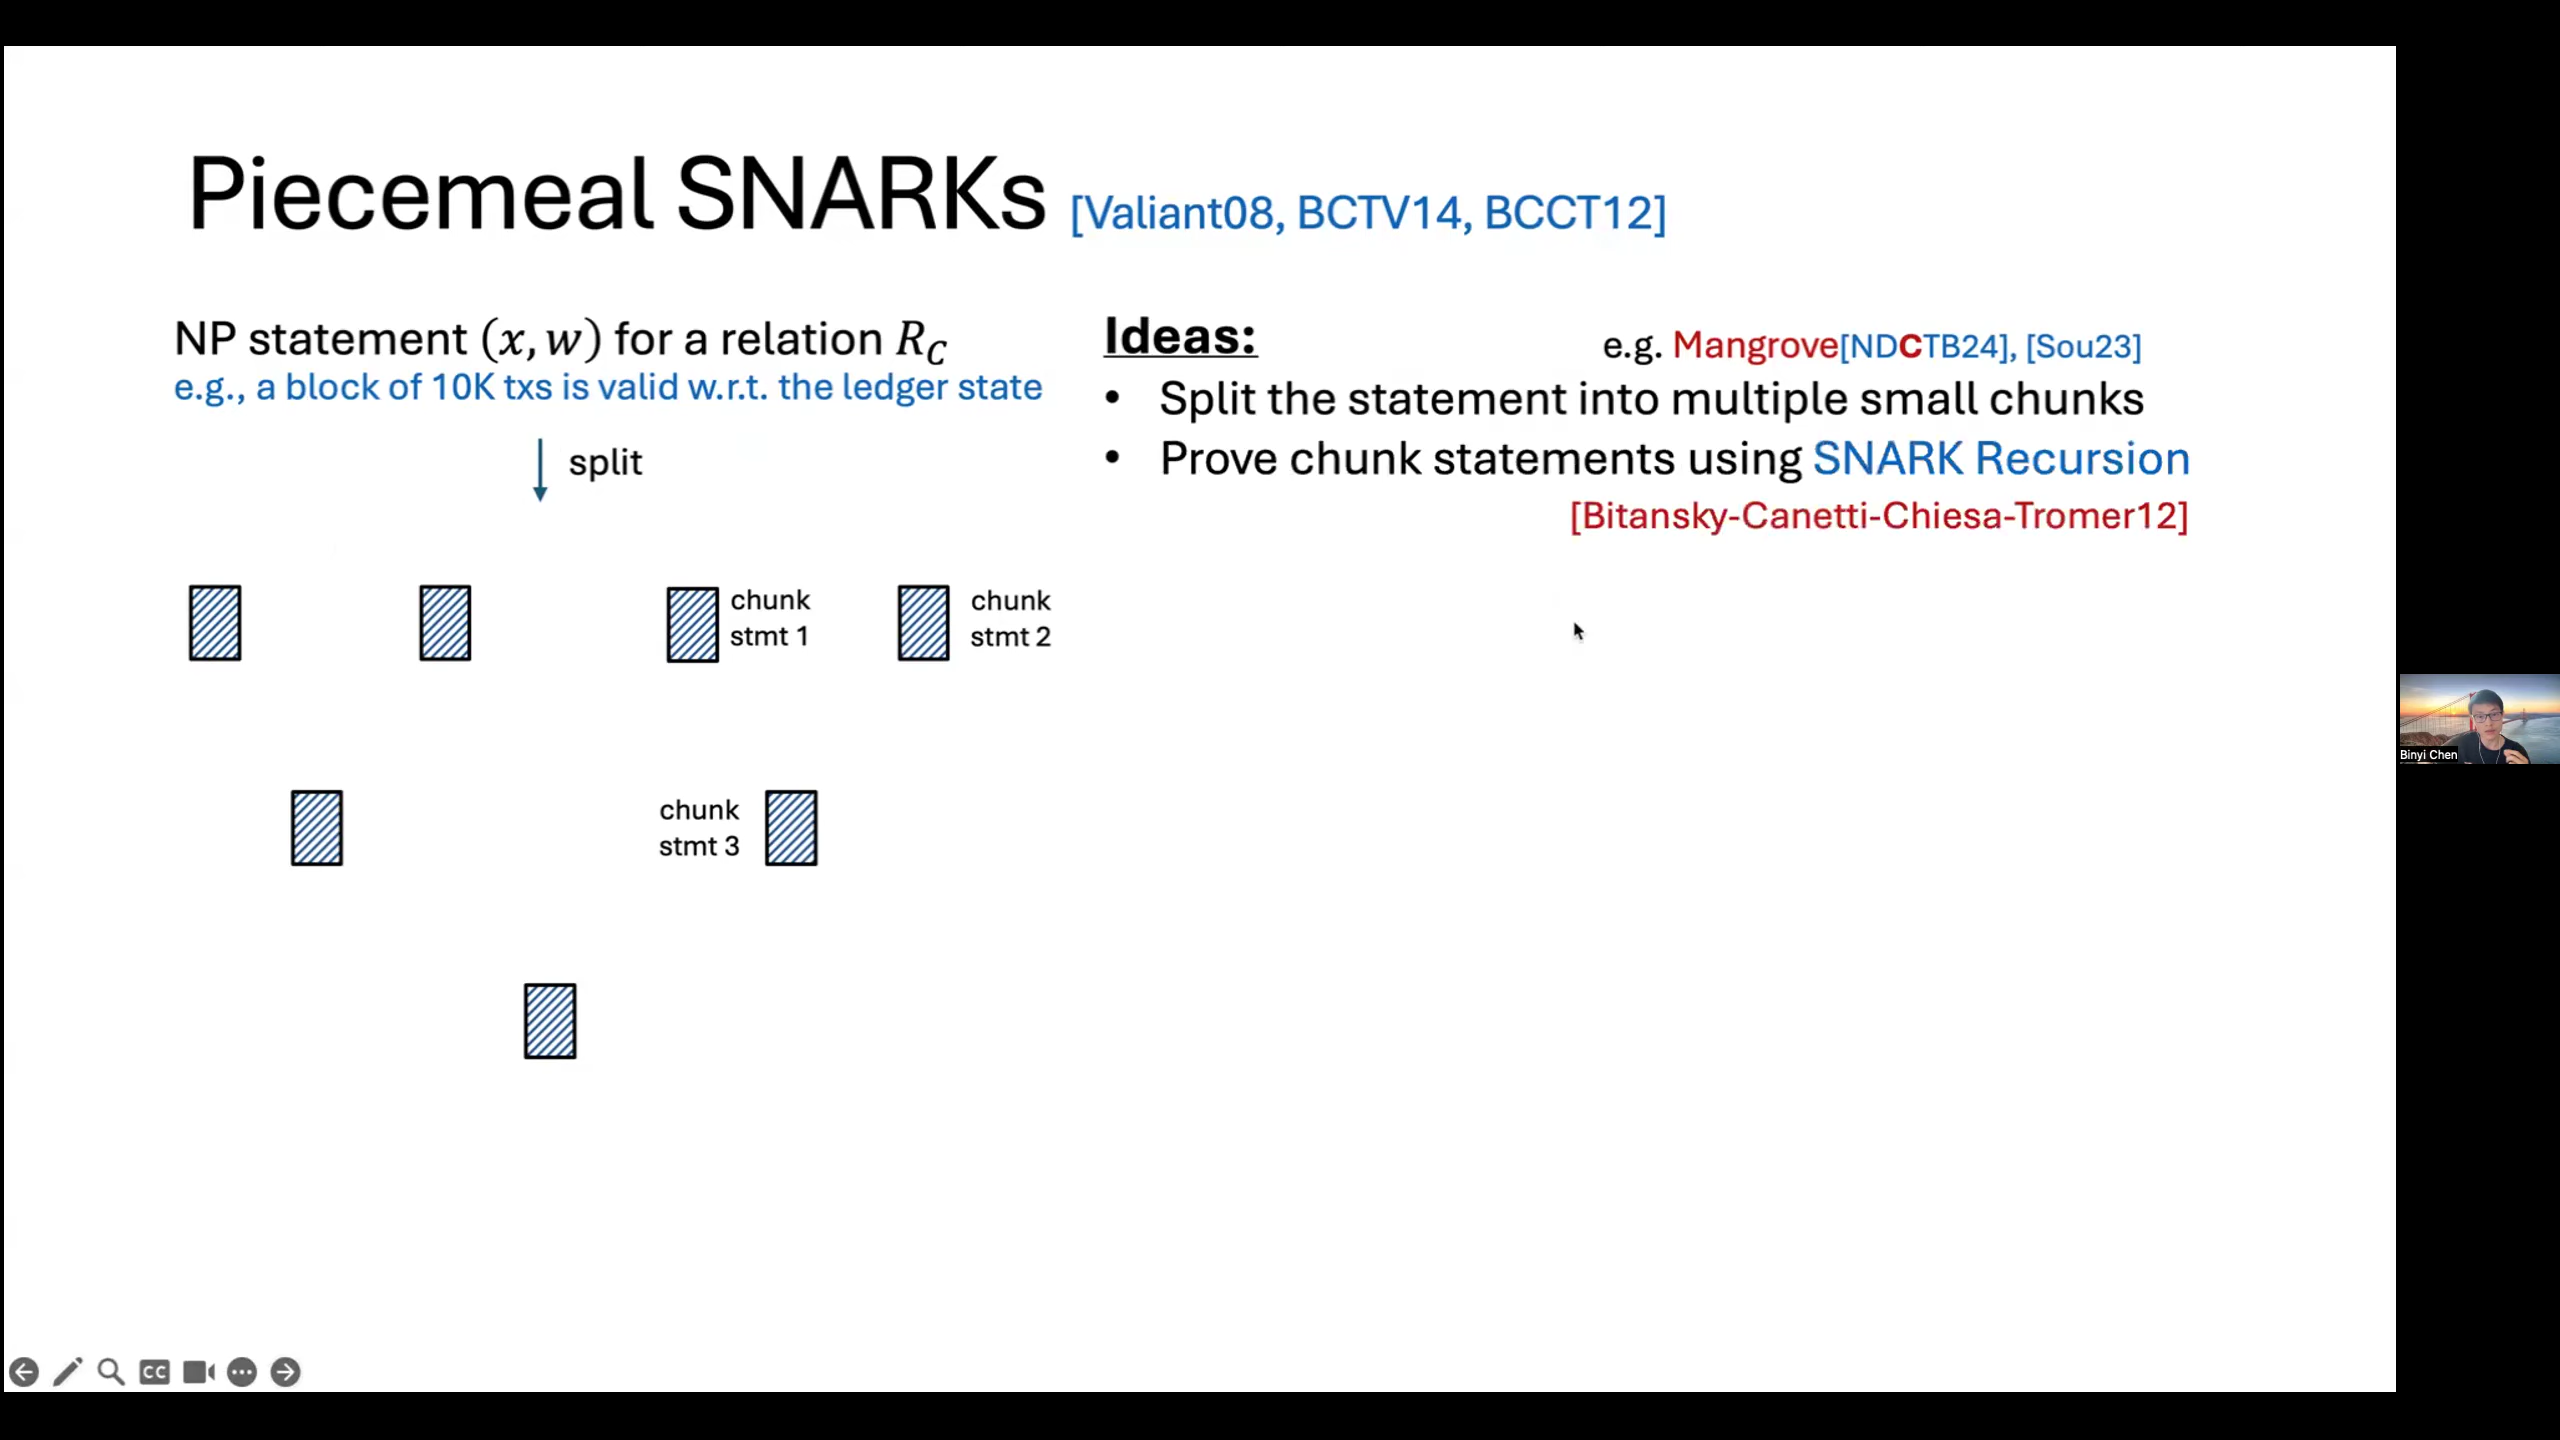 Piecemeal SNARKs [Valiant08, BCTV14, BCCT12]
NP statement (x, w) for a relation R_C
e.g., a block of 10K txs is valid w.r.t. the ledger state
split
chunk
stmt 1
chunk
stmt 2
chunk
stmt 3
Ideas:
e.g. Mangrove[NDCTB24], [Sou23]
• Split the statement into multiple small chunks
• Prove chunk statements using SNARK Recursion
[Bitansky-Canetti-Chiesa-Tromer12]
CC
Binyi Chen